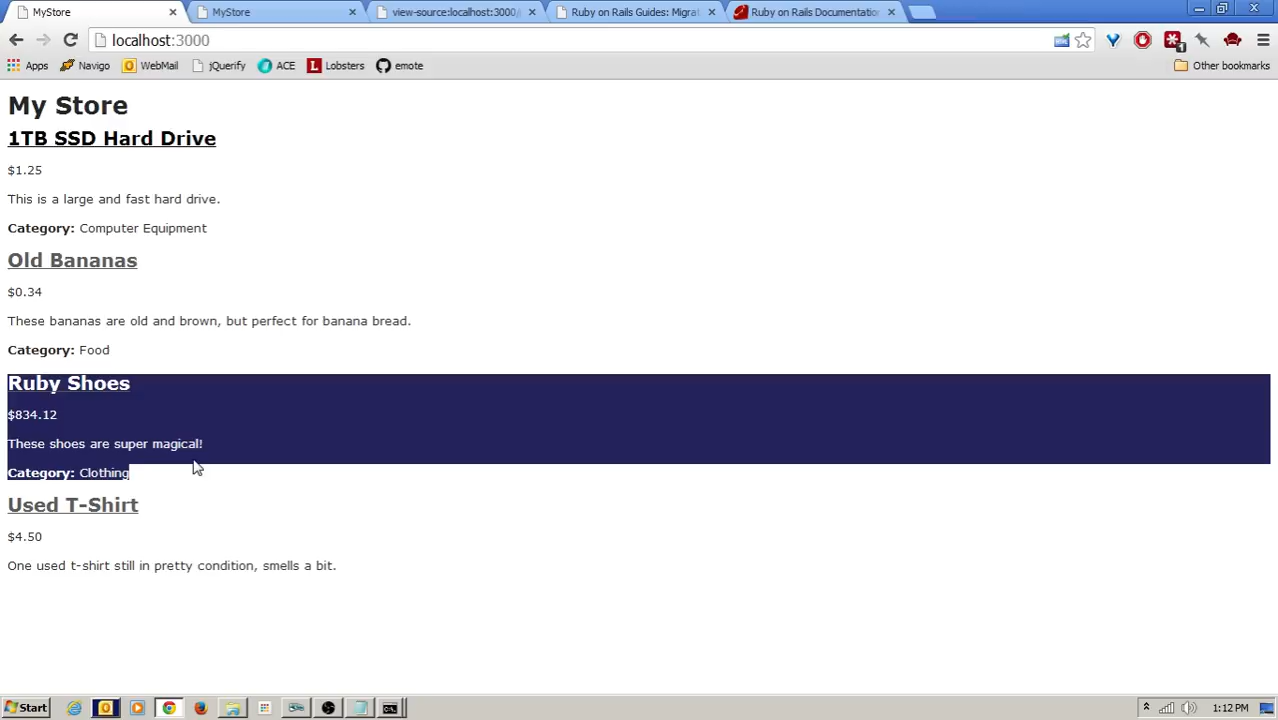 MyStore
MyStore
view-source:localhost:3000/
Ruby on Rails Guides: Migrat
Ruby on Rails Documentation
localhost:3000
1
Apps
Navigo
WebMail
jQuerify
ACE
L Lobsters
emote
Other bookmarks
My Store
1TB SSD Hard Drive
$1.25
This is a large and fast hard drive.
Category: Computer Equipment
Old Bananas
$0.34
These bananas are old and brown, but perfect for banana bread.
Category: Food
Ruby Shoes
$834.12
These shoes are super magical!
Category: Clothing
Used T-Shirt
$4.50
One used t-shirt still in pretty condition, smells a bit.
Start
1:12 PM